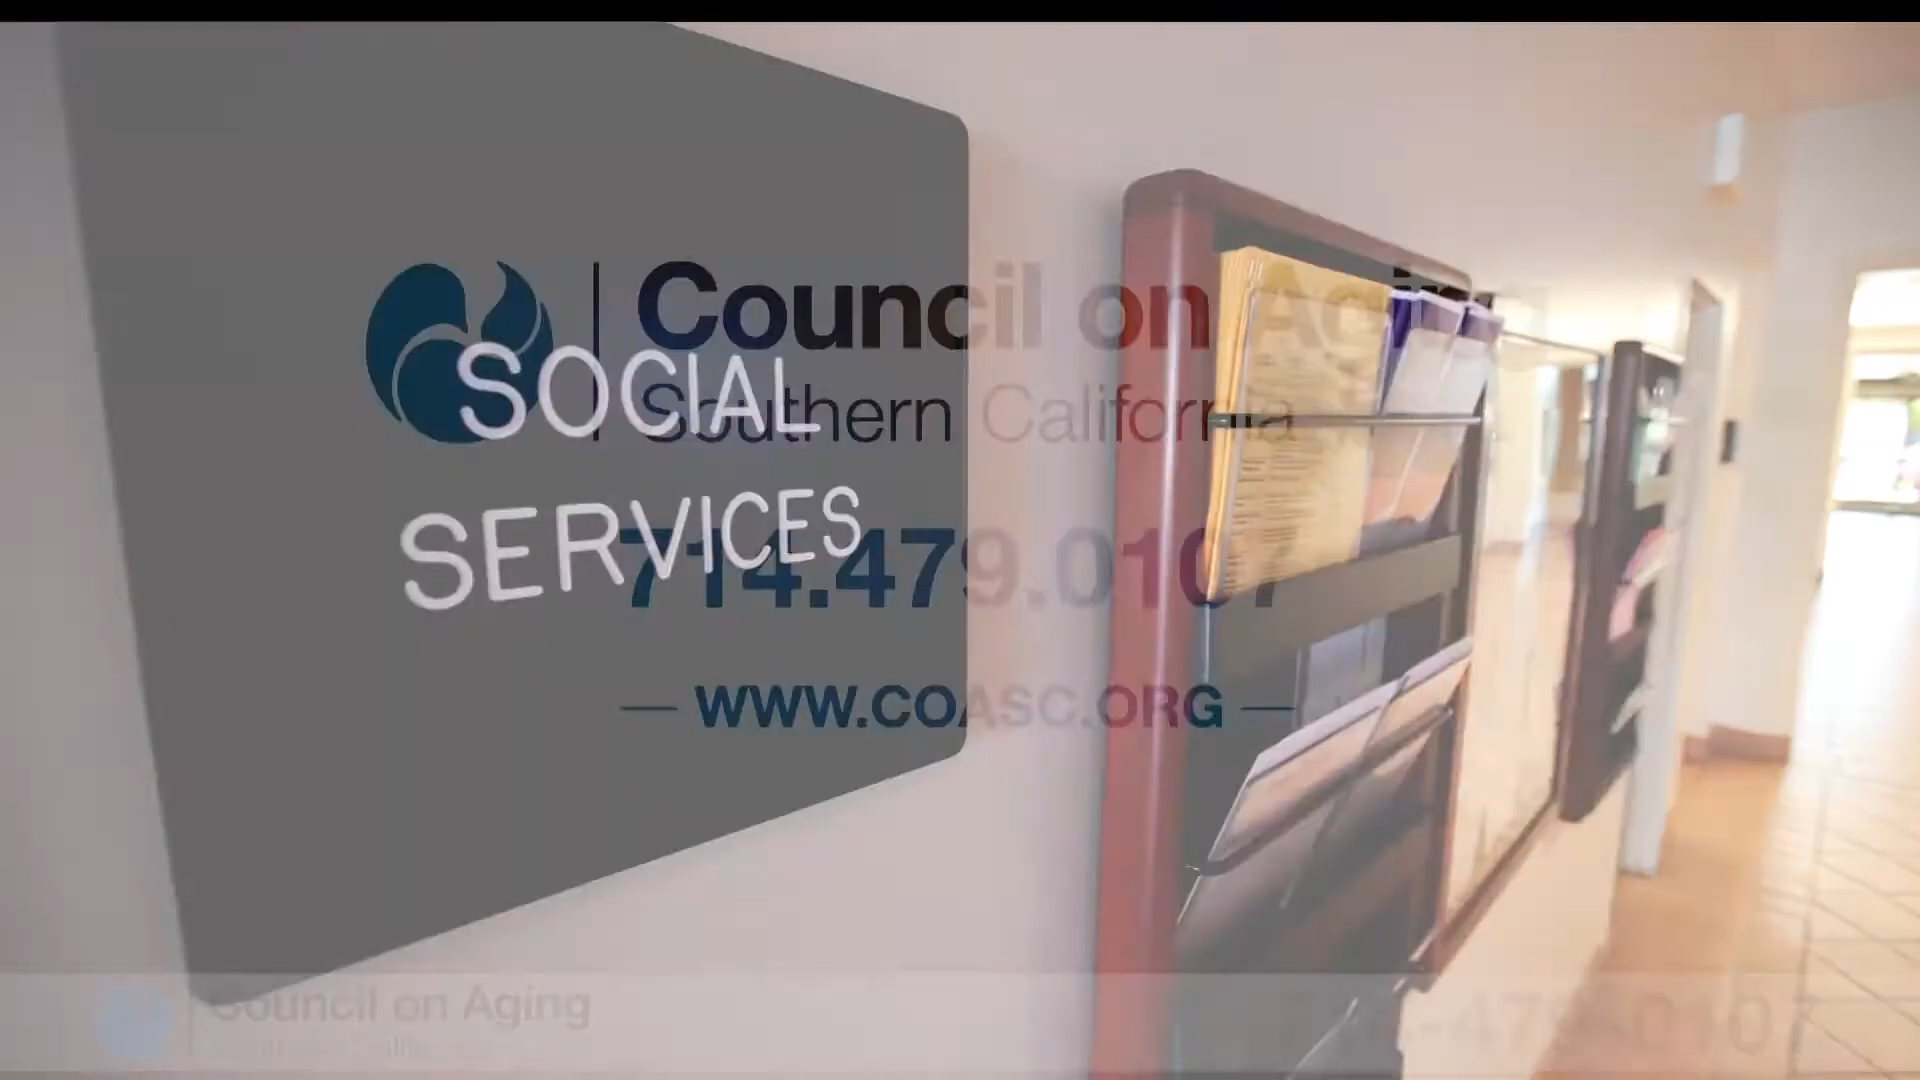 Council on Aging
Southern California
SOCIAL
SERVICES
714.479.0107
— WWW.COASC.ORG —
Council on Aging